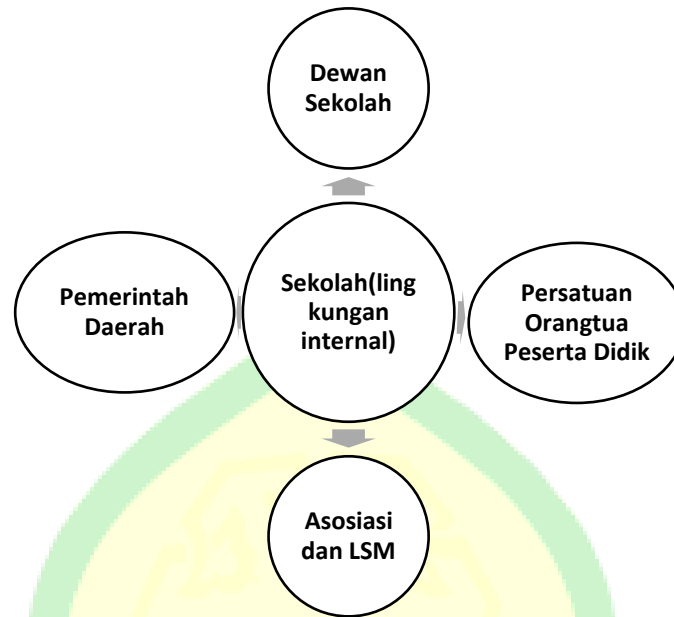 Dewan
Sekolah
Pemerintah
Daerah
Sekolah(ling
kungan
internal)
Persatuan
Orangtua
Peserta Didik
Asosiasi
dan LSM